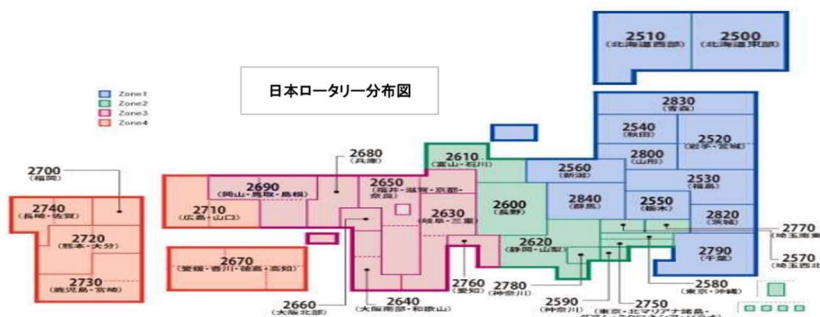 2510
(北海道西部)
2500
(北海道東部)
日本ロータリー分布図
Zone1
Zone2
Zone3
Zone4
2830
(青森)
2540
(秋田)
2520
(岩手・宮城)
2800
(山形)
2680
(兵庫)
2610
(富山・石川)
2560
(新潟)
2530
(福島)
2700
(福岡)
2690
(岡山・鳥取・島根)
2650
(福井・滋賀・京都・
奈良)
2600
(長野)
2840
(群馬)
2550
(栃木)
2740
(長崎・佐賀)
2710
(広島・山口)
2630
(岐阜・三重)
2820
(茨城)
2770
(埼玉南東)
2720
(熊本・大分)
2620
(静岡・山梨)
2790
(千葉)
2570
(埼玉西北)
2670
(愛媛・香川・徳島・高知)
2730
(鹿児島・宮崎)
2760
(愛知)
2780
(神奈川)
2580
(東京・沖縄)
2660
(大阪北部)
2640
(大阪南部・和歌山)
2590
(神奈川)
2750
(東京・北マリアナ諸島・